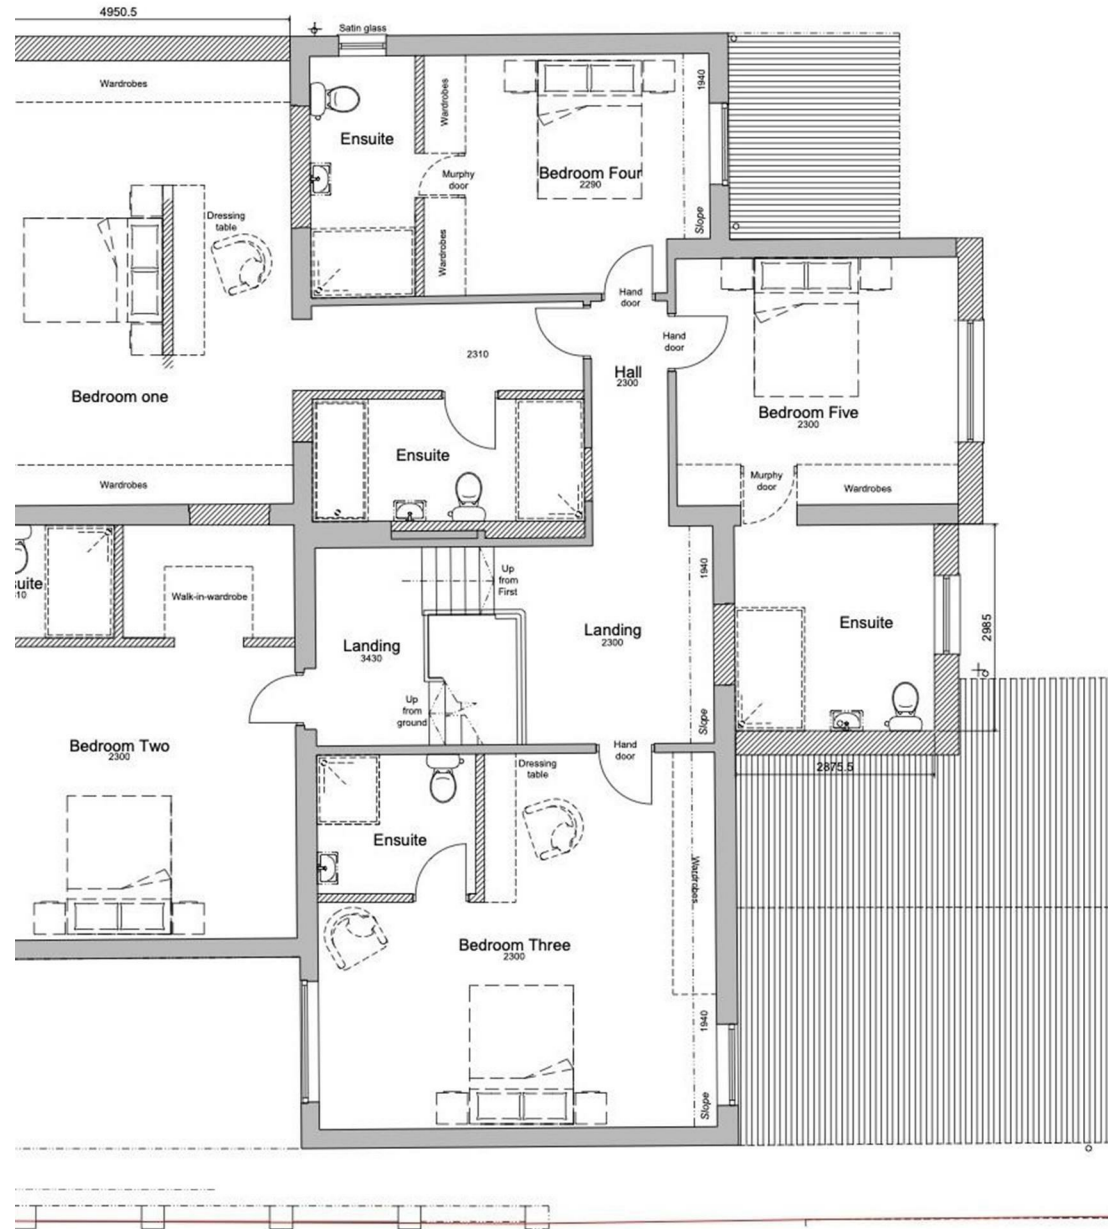 4950.5
Satin glass
Wardrobes
Ensuite
Wardrobes
Murphy
door
Wardrobes
Bedroom Four
2290
1940
Slope
Dressing
table
Bedroom one
Wardrobes
Hand
door
Hand
door
2310
Hall
2300
Bedroom Five
2300
Murphy
door
Wardrobes
Ensuite
Walk-in-wardrobe
Up
from
First
Landing
3430
Up
from
ground
Landing
2300
1940
Slope
Ensuite
2985
2875.5
Bedroom Two
2300
Hand
door
Dressing
table
Ensuite
Wardrobes
Bedroom Three
2300
1940
Slope